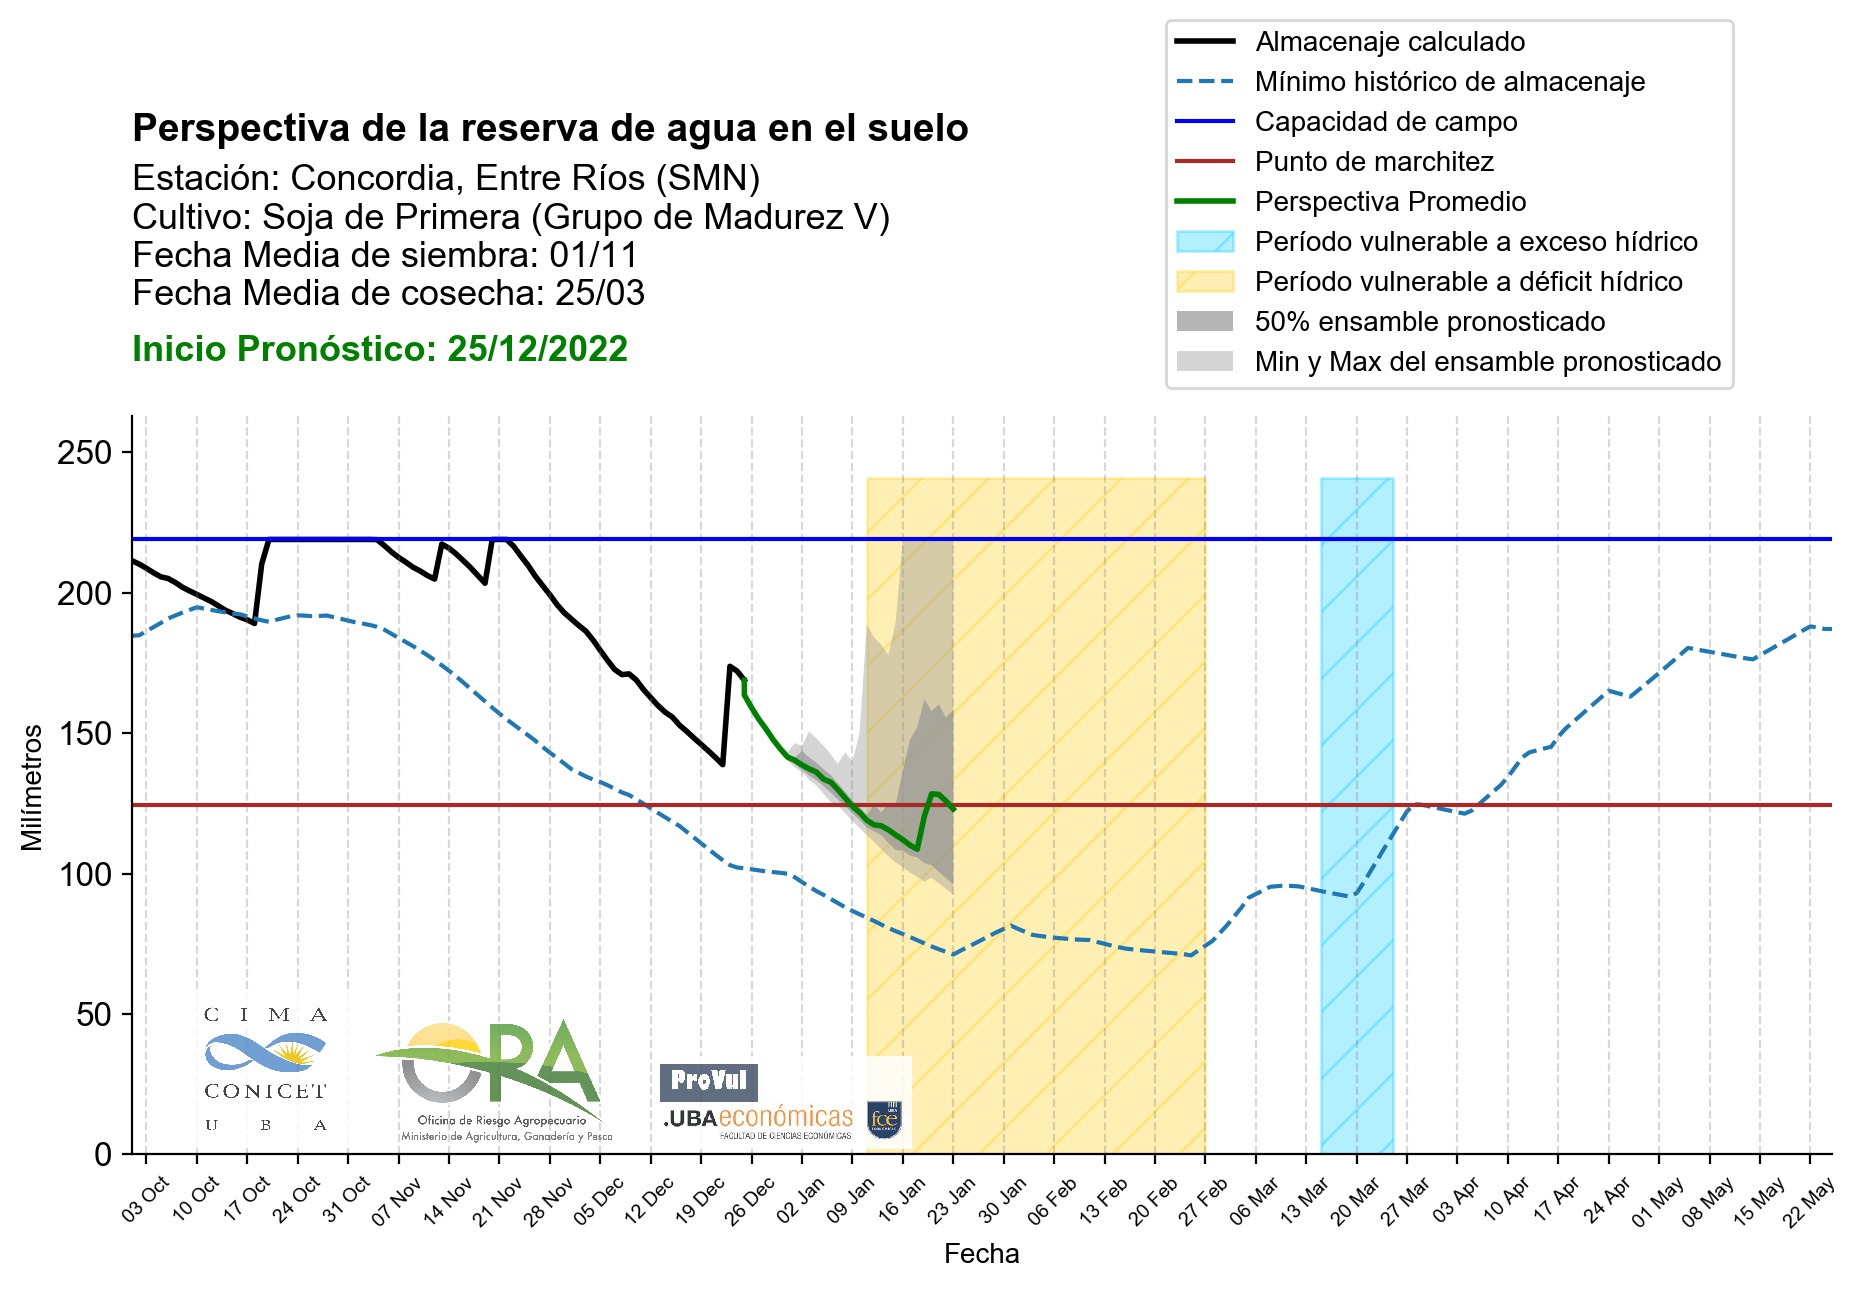 Almacenaje calculado
Mínimo histórico de almacenaje
Capacidad de campo
Punto de marchitez
Perspectiva Promedio
Período vulnerable a exceso hídrico
Período vulnerable a déficit hídrico
50% ensamble pronosticado
Min y Max del ensamble pronosticado
Perspectiva de la reserva de agua en el suelo
Estación: Concordia, Entre Ríos (SMN)
Cultivo: Soja de Primera (Grupo de Madurez V)
Fecha Media de siembra: 01/11
Fecha Media de cosecha: 25/03
Inicio Pronóstico: 25/12/2022
250
200
150
100
50
0
Milímetros
CIMA
CONICET
UBA
ORA
Oficina de Riesgo Agropecuario
Ministerio de Agricultura, Ganadería y Pesca
ProVul
.UBAeconómicas
FACULTAD DE CIENCIAS ECONÓMICAS
UBA
fce
ECONÓMICAS
03 Oct
10 Oct
17 Oct
24 Oct
31 Oct
07 Nov
14 Nov
21 Nov
28 Nov
05 Dec
12 Dec
19 Dec
26 Dec
02 Jan
09 Jan
16 Jan
23 Jan
30 Jan
06 Feb
13 Feb
20 Feb
27 Feb
06 Mar
13 Mar
20 Mar
27 Mar
03 Apr
10 Apr
17 Apr
24 Apr
01 May
08 May
15 May
22 May
Fecha